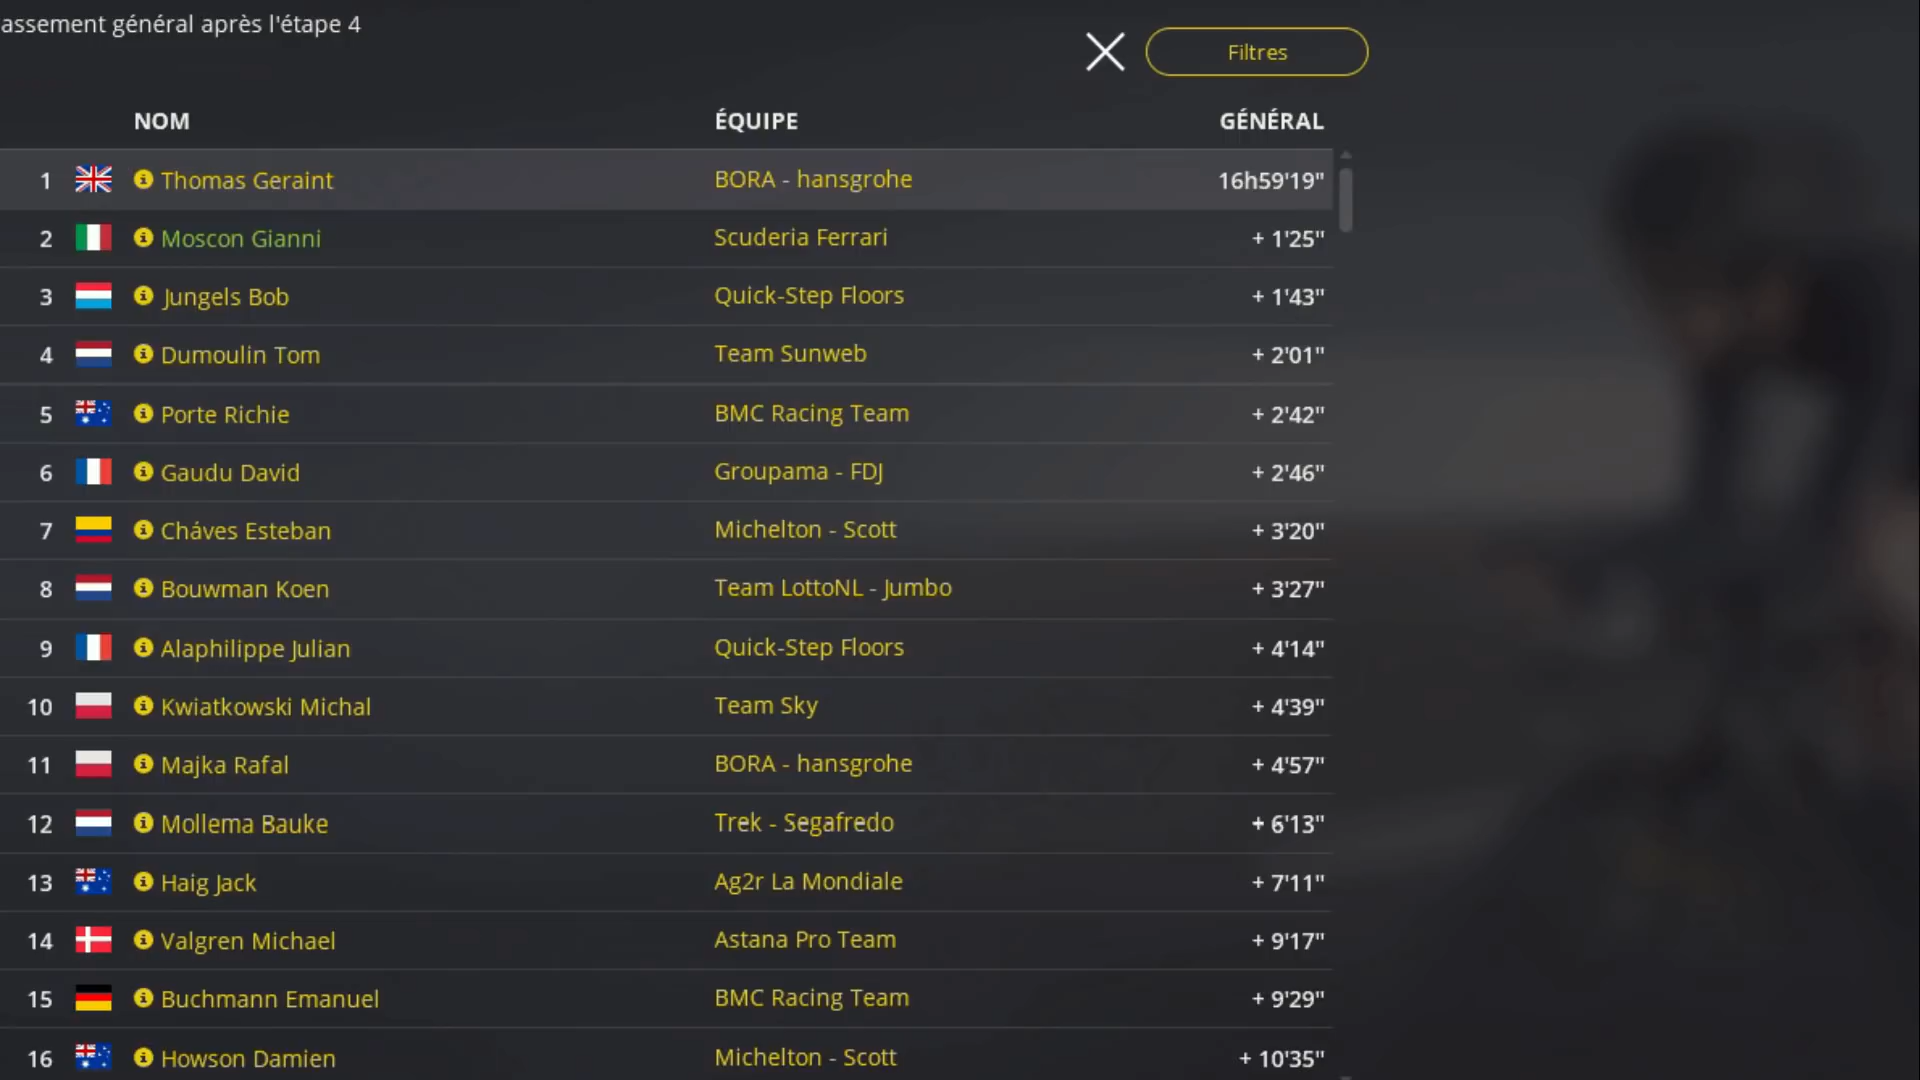 assement général après l'étape 4
Filtres
NOM ÉQUIPE GÉNÉRAL
1 Thomas Geraint BORA - hansgrohe 16h59'19"
2 Moscon Gianni Scuderia Ferrari + 1'25"
3 Jungels Bob Quick-Step Floors + 1'43"
4 Dumoulin Tom Team Sunweb + 2'01"
5 Porte Richie BMC Racing Team + 2'42"
6 Gaudu David Groupama - FDJ + 2'46"
7 Cháves Esteban Michelton - Scott + 3'20"
8 Bouwman Koen Team LottoNL - Jumbo + 3'27"
9 Alaphilippe Julian Quick-Step Floors + 4'14"
10 Kwiatkowski Michal Team Sky + 4'39"
11 Majka Rafal BORA - hansgrohe + 4'57"
12 Mollema Bauke Trek - Segafredo + 6'13"
13 Haig Jack Ag2r La Mondiale + 7'11"
14 Valgren Michael Astana Pro Team + 9'17"
15 Buchmann Emanuel BMC Racing Team + 9'29"
16 Howson Damien Michelton - Scott + 10'35"